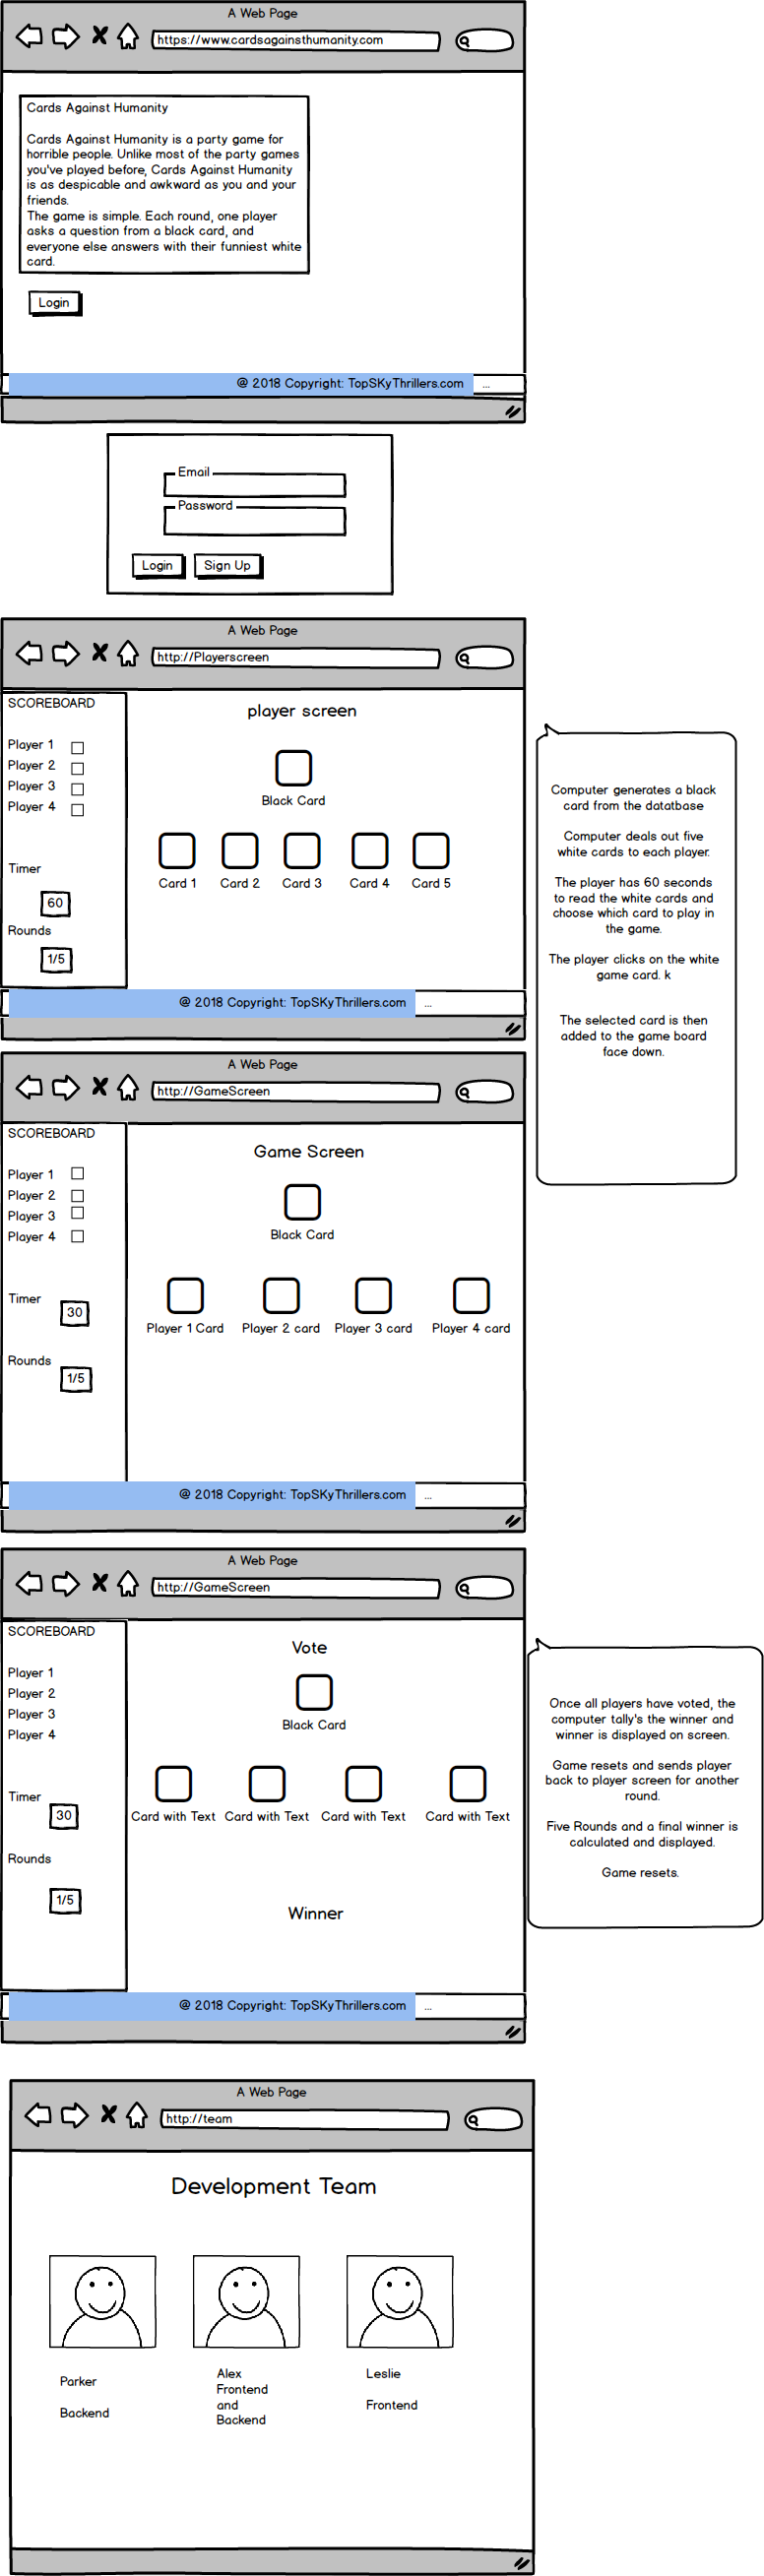 A Web Page
https://www.cardsagainsthumanity.com
Cards Against Humanity
Cards Against Humanity is a party game for
horrible people. Unlike most of the party games
you've played before, Cards Against Humanity
is as despicable and awkward as you and your
friends.
The game is simple. Each round, one player
asks a question from a black card, and
everyone else answers with their funniest white
card.
Login
@ 2018 Copyright: TopSKyThrillers.com ...
Email
Password
Login Sign Up
A Web Page
http://Playerscreen
SCOREBOARD
Player 1
Player 2
Player 3
Player 4
Timer
60
Rounds
1/5
player screen
Black Card
Card 1 Card 2 Card 3 Card 4 Card 5
@ 2018 Copyright: TopSKyThrillers.com ...
Computer generates a black
card from the datatbase
Computer deals out five
white cards to each player.
The player has 60 seconds
to read the white cards and
choose which card to play in
the game.
The player clicks on the white
game card. k
The selected card is then
added to the game board
face down.
A Web Page
http://GameScreen
SCOREBOARD
Player 1
Player 2
Player 3
Player 4
Timer
30
Rounds
1/5
Game Screen
Black Card
Player 1 Card Player 2 card Player 3 card Player 4 card
@ 2018 Copyright: TopSKyThrillers.com ...
A Web Page
http://GameScreen
SCOREBOARD
Player 1
Player 2
Player 3
Player 4
Timer
30
Rounds
1/5
Vote
Black Card
Card with Text Card with Text Card with Text Card with Text
Winner
@ 2018 Copyright: TopSKyThrillers.com ...
Once all players have voted, the
computer tally's the winner and
winner is displayed on screen.
Game resets and sends player
back to player screen for another
round.
Five Rounds and a final winner is
calculated and displayed.
Game resets.
A Web Page
http://team
Development Team
Parker
Backend
Alex
Frontend
and
Backend
Leslie
Frontend